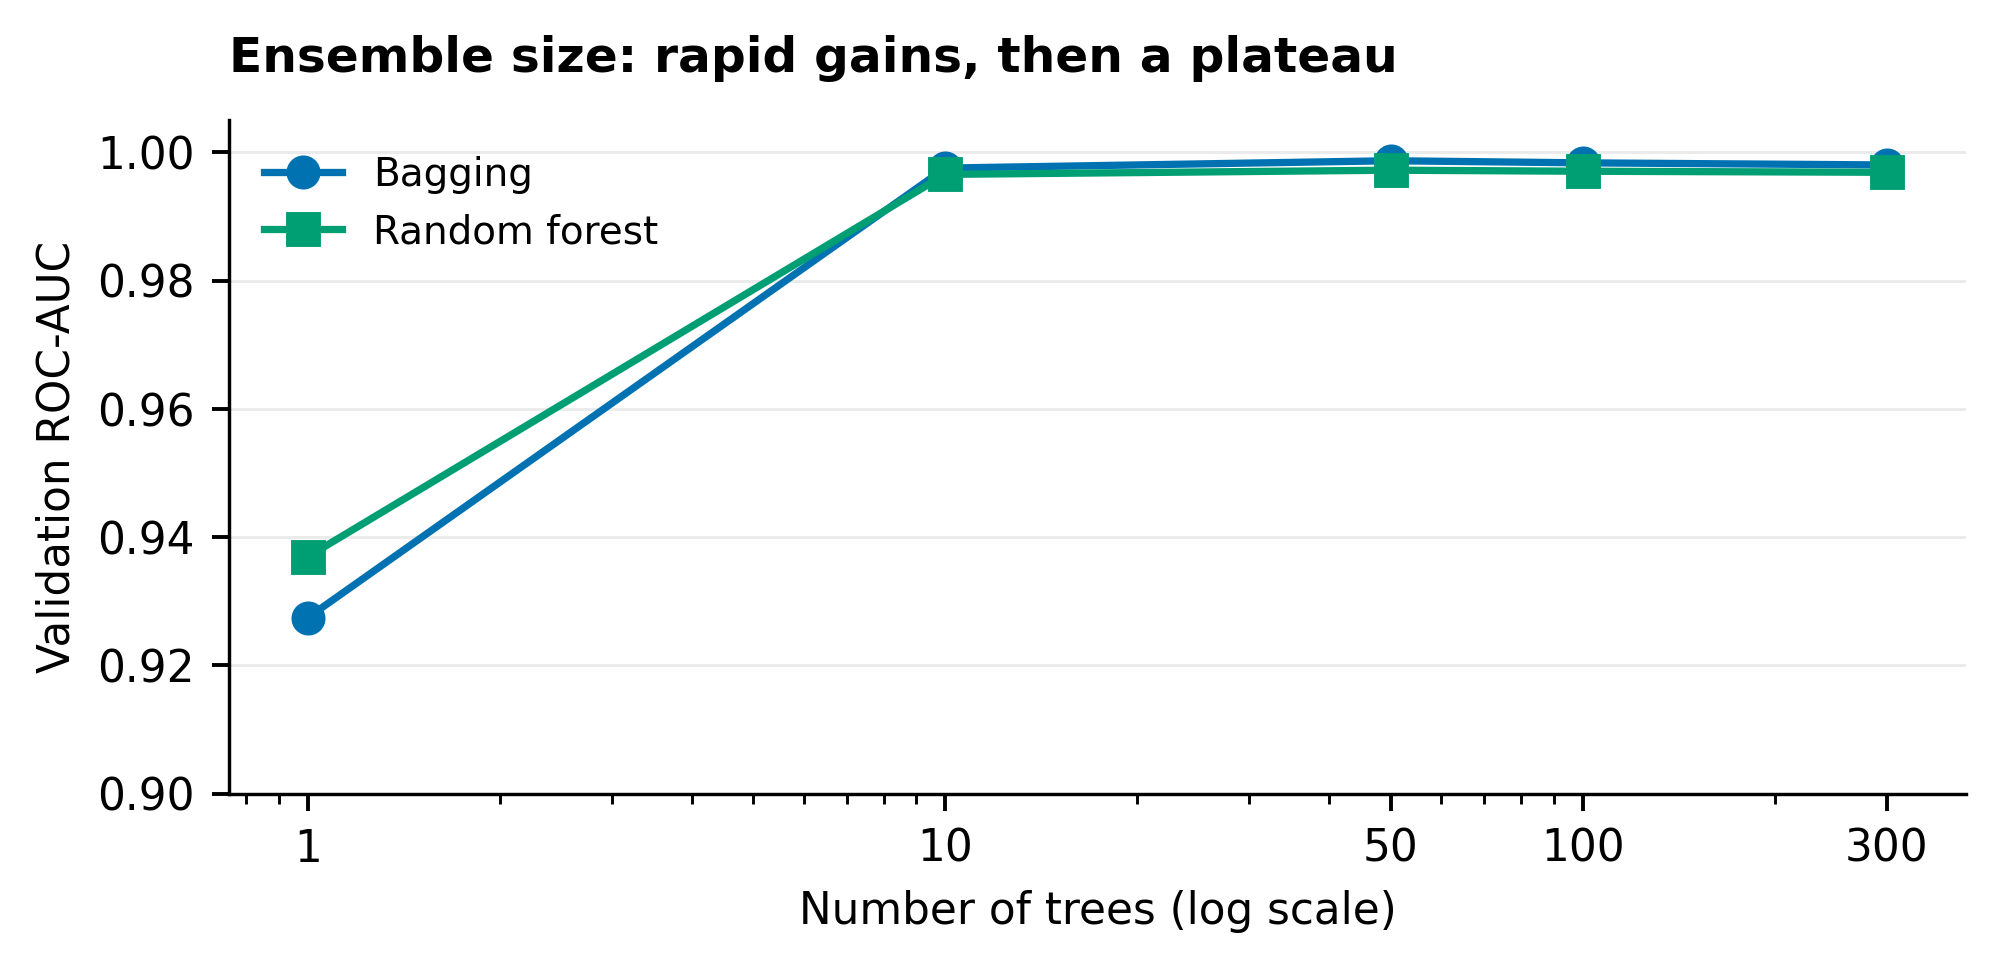 Ensemble size: rapid gains, then a plateau
Validation ROC-AUC
1.00
0.98
0.96
0.94
0.92
0.90
Bagging
Random forest
1 10 50 100 300
Number of trees (log scale)